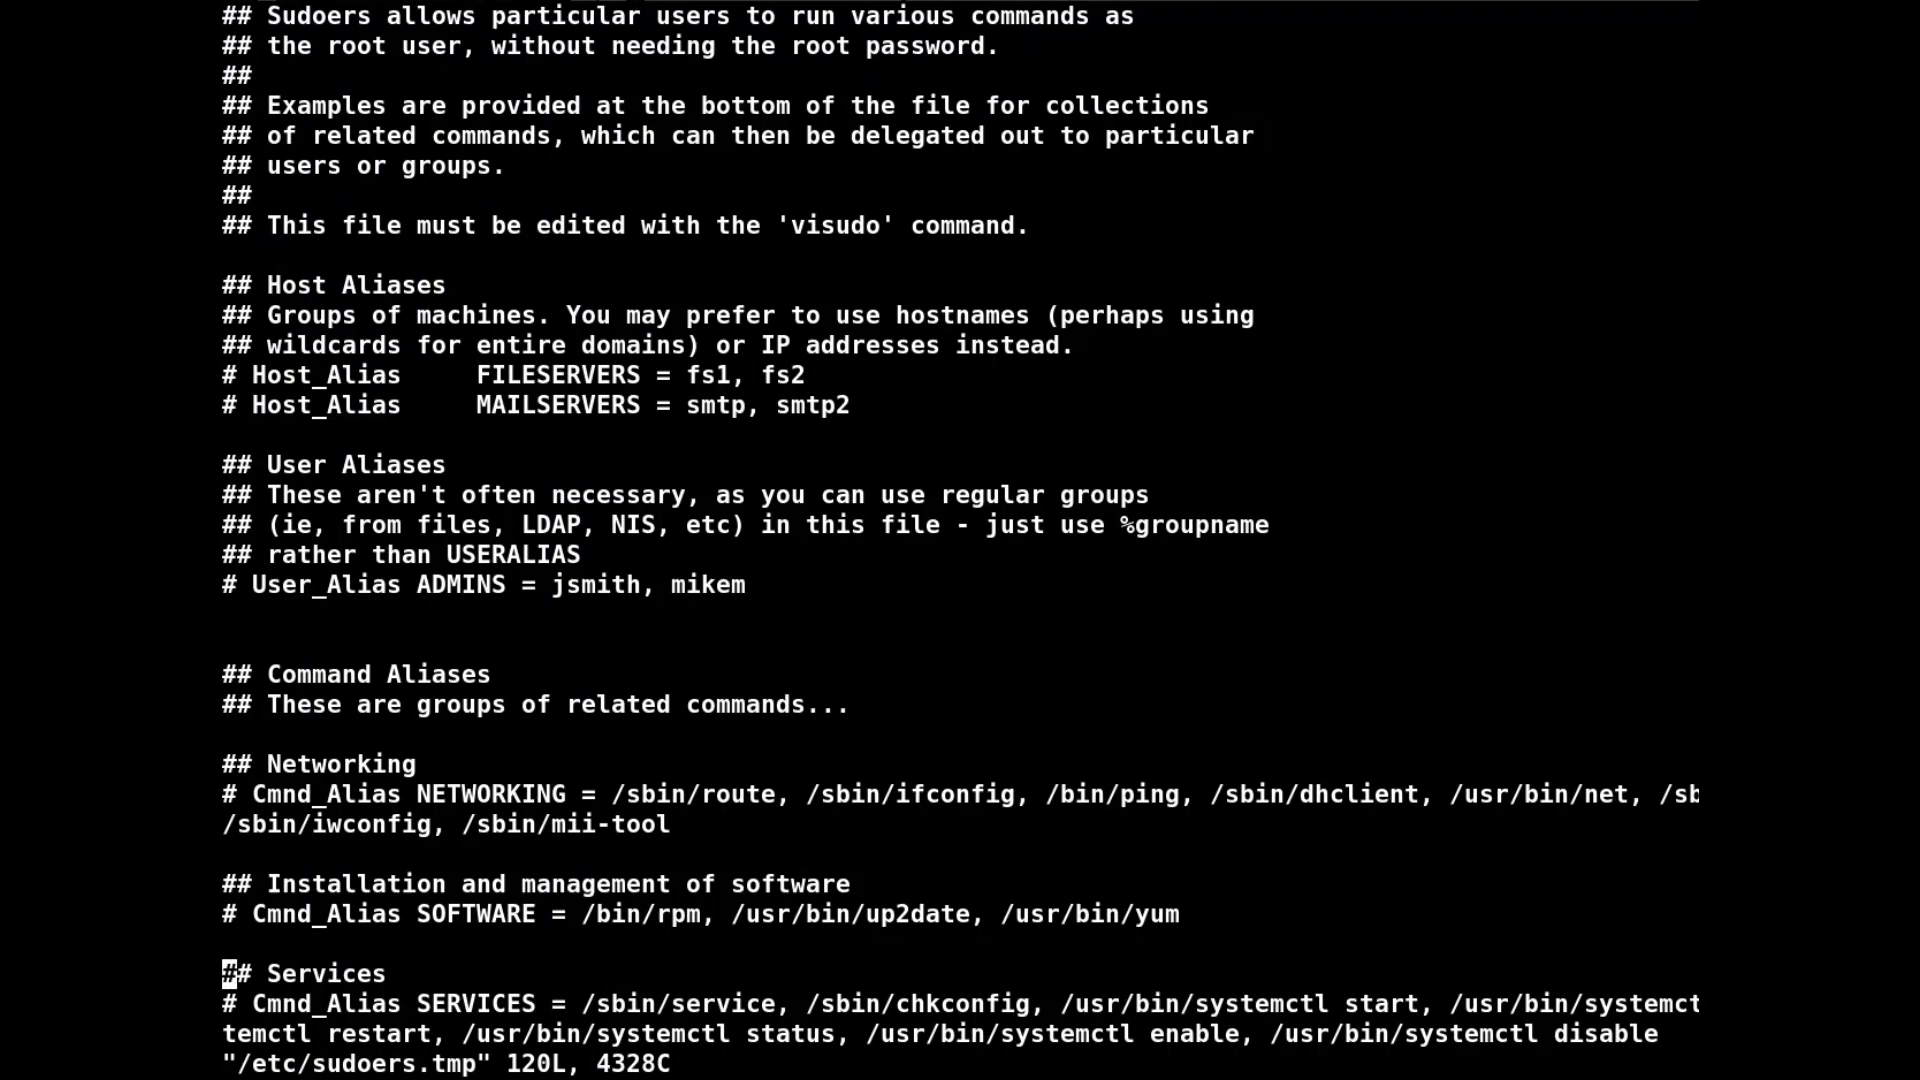 ## Sudoers allows particular users to run various commands as
## the root user, without needing the root password.
##
## Examples are provided at the bottom of the file for collections
## of related commands, which can then be delegated out to particular
## users or groups.
##
## This file must be edited with the 'visudo' command.
## Host Aliases
## Groups of machines. You may prefer to use hostnames (perhaps using
## wildcards for entire domains) or IP addresses instead.
# Host_Alias     FILESERVERS = fs1, fs2
# Host_Alias     MAILSERVERS = smtp, smtp2
## User Aliases
## These aren't often necessary, as you can use regular groups
## (ie, from files, LDAP, NIS, etc) in this file - just use %groupname
## rather than USERALIAS
# User_Alias ADMINS = jsmith, mikem
## Command Aliases
## These are groups of related commands...
## Networking
# Cmnd_Alias NETWORKING = /sbin/route, /sbin/ifconfig, /bin/ping, /sbin/dhclient, /usr/bin/net, /sb
/sbin/iwconfig, /sbin/mii-tool
## Installation and management of software
# Cmnd_Alias SOFTWARE = /bin/rpm, /usr/bin/up2date, /usr/bin/yum
## Services
# Cmnd_Alias SERVICES = /sbin/service, /sbin/chkconfig, /usr/bin/systemctl start, /usr/bin/systemct
temctl restart, /usr/bin/systemctl status, /usr/bin/systemctl enable, /usr/bin/systemctl disable
"/etc/sudoers.tmp" 120L, 4328C